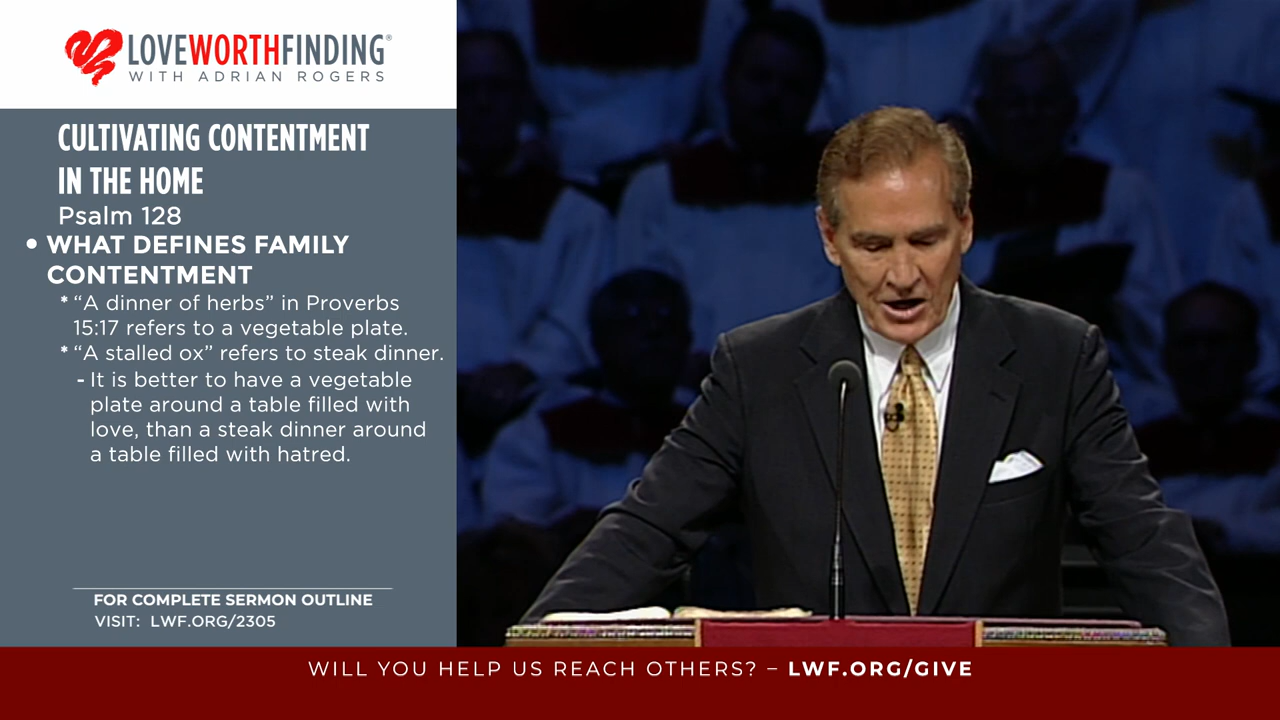 LOVEWORTHFINDING®
WITH ADRIAN ROGERS
CULTIVATING CONTENTMENT
IN THE HOME
Psalm 128
• WHAT DEFINES FAMILY
CONTENTMENT
* “A dinner of herbs” in Proverbs
15:17 refers to a vegetable plate.
* “A stalled ox” refers to steak dinner.
- It is better to have a vegetable
plate around a table filled with
love, than a steak dinner around
a table filled with hatred.
FOR COMPLETE SERMON OUTLINE
VISIT: LWF.ORG/2305
WILL YOU HELP US REACH OTHERS? – LWF.ORG/GIVE